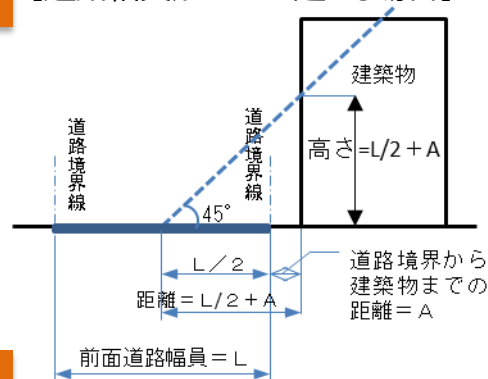 建築物
道路境界線
道路境界線
高さ=L/2+A
45°
L/2
道路境界から
建築物までの
距離=A
距離=L/2+A
前面道路幅員=L